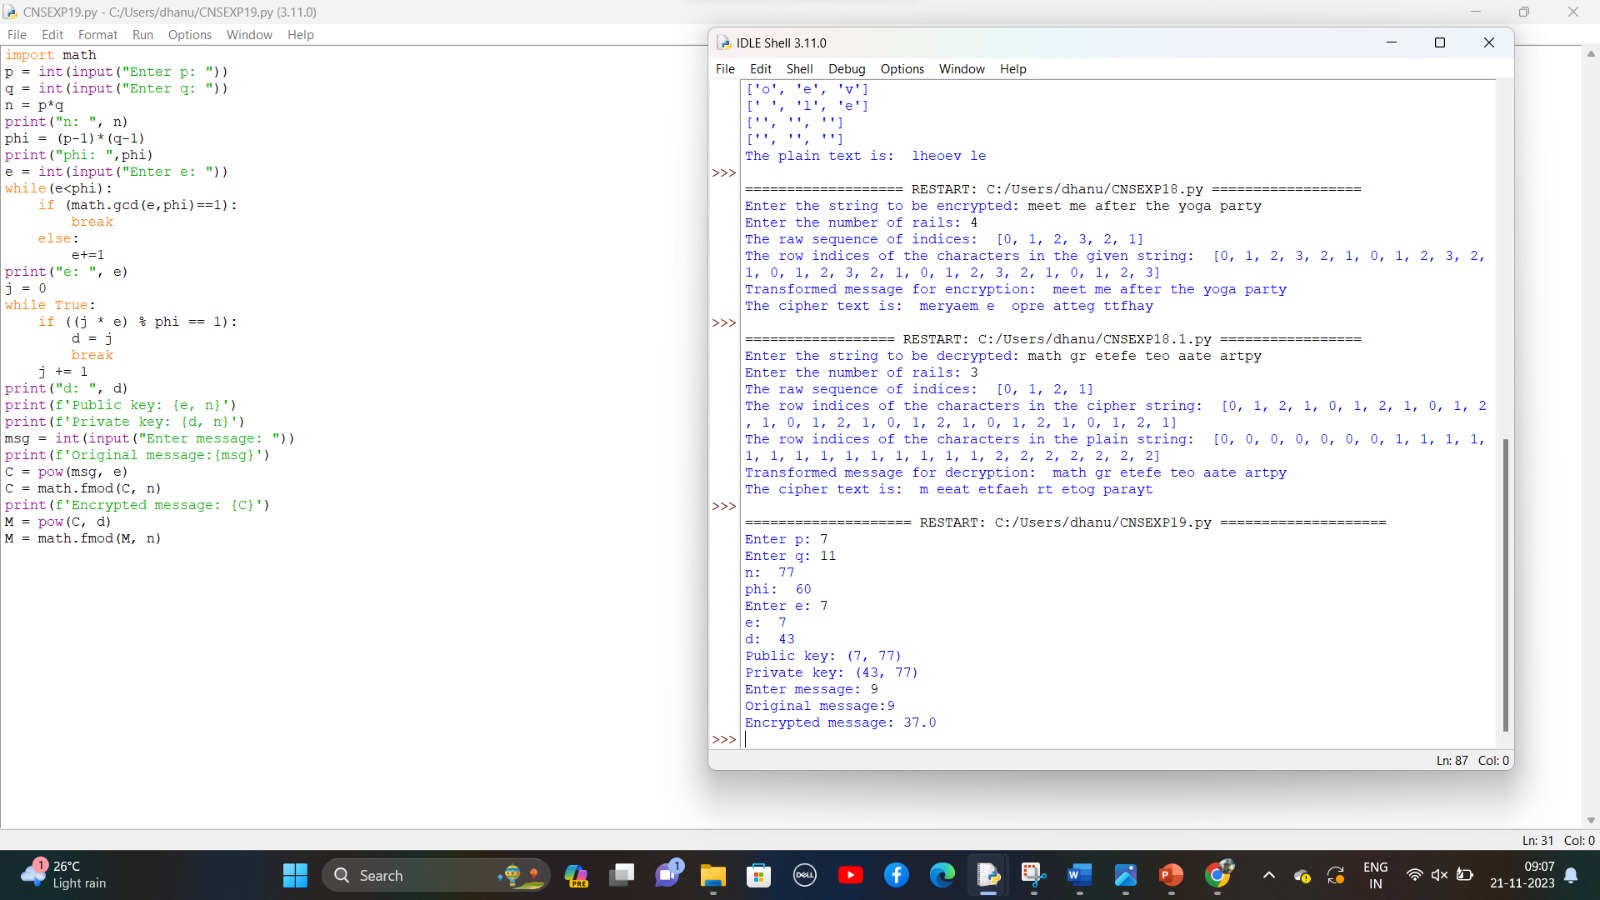 CNSEXP19.py - C:/Users/dhanu/CNSEXP19.py (3.11.0)
File Edit Format Run Options Window Help
import math
p = int(input("Enter p: "))
q = int(input("Enter q: "))
n = p*q
print("n: ", n)
phi = (p-1)*(q-1)
print("phi: ",phi)
e = int(input("Enter e: "))
while(e<phi):
    if (math.gcd(e,phi)==1):
        break
    else:
        e+=1
print("e: ", e)
j = 0
while True:
    if ((j * e) % phi == 1):
        d = j
        break
    j += 1
print("d: ", d)
print(f'Public key: {e, n}')
print(f'Private key: {d, n}')
msg = int(input("Enter message: "))
print(f'Original message:{msg}')
C = pow(msg, e)
C = math.fmod(C, n)
print(f'Encrypted message: {C}')
M = pow(C, d)
M = math.fmod(M, n)
IDLE Shell 3.11.0
File Edit Shell Debug Options Window Help
['o', 'e', 'v']
[' ', 'l', 'e']
['', '', '']
['', '', '']
The plain text is:  lheoev le
>>>
=================== RESTART: C:/Users/dhanu/CNSEXP18.py ==================
Enter the string to be encrypted: meet me after the yoga party
Enter the number of rails: 4
The raw sequence of indices:  [0, 1, 2, 3, 2, 1]
The row indices of the characters in the given string:  [0, 1, 2, 3, 2, 1, 0, 1, 2, 3, 2,
1, 0, 1, 2, 3, 2, 1, 0, 1, 2, 3, 2, 1, 0, 1, 2, 3]
Transformed message for encryption:  meet me after the yoga party
The cipher text is:  meryaem e  opre atteg ttfhay
>>>
================== RESTART: C:/Users/dhanu/CNSEXP18.1.py =================
Enter the string to be decrypted: math gr etefe teo aate artpy
Enter the number of rails: 3
The raw sequence of indices:  [0, 1, 2, 1]
The row indices of the characters in the cipher string:  [0, 1, 2, 1, 0, 1, 2, 1, 0, 1, 2
, 1, 0, 1, 2, 1, 0, 1, 2, 1, 0, 1, 2, 1, 0, 1, 2, 1]
The row indices of the characters in the plain string:  [0, 0, 0, 0, 0, 0, 0, 1, 1, 1, 1,
1, 1, 1, 1, 1, 1, 1, 1, 1, 1, 2, 2, 2, 2, 2, 2, 2]
Transformed message for decryption:  math gr etefe teo aate artpy
The cipher text is:  m eeat etfaeh rt etog parayt
>>>
==================== RESTART: C:/Users/dhanu/CNSEXP19.py ====================
Enter p: 7
Enter q: 11
n:  77
phi:  60
Enter e: 7
e:  7
d:  43
Public key: (7, 77)
Private key: (43, 77)
Enter message: 9
Original message:9
Encrypted message: 37.0
>>>
Ln: 87 Col: 0
Ln: 31 Col: 0
1
26°C
Light rain
Search
PRE
1
DELL
ENG
IN
09:07
21-11-2023